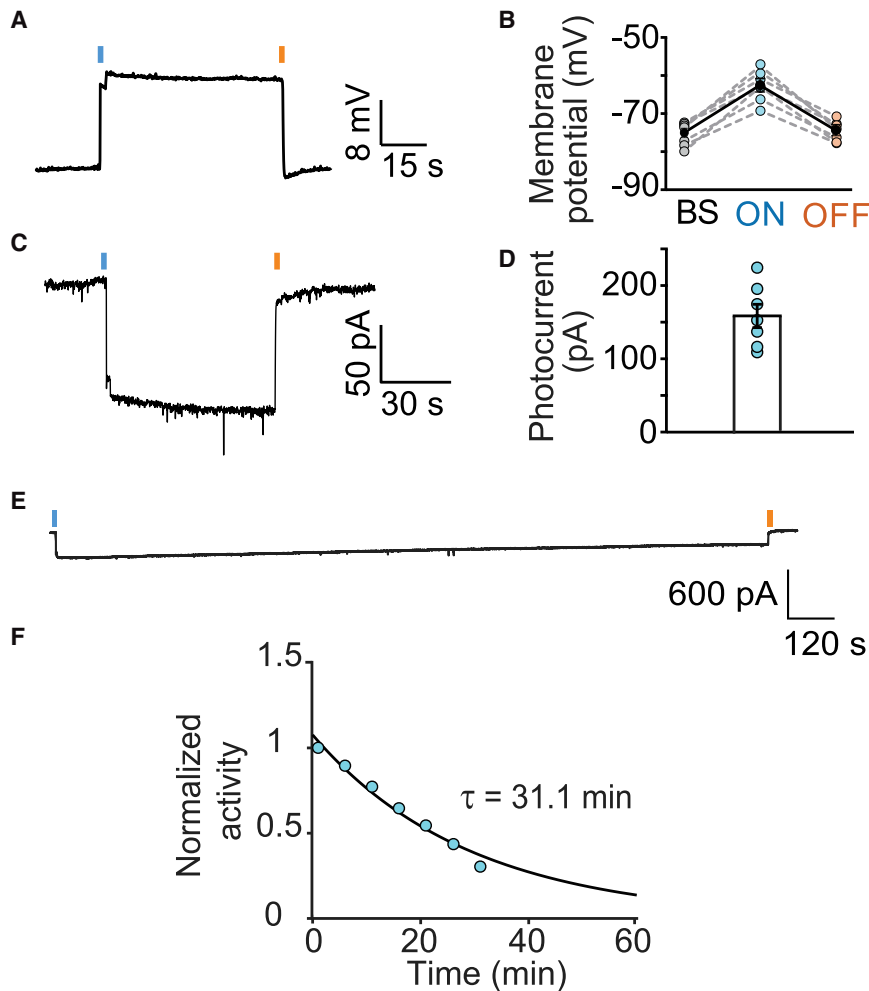 A
8 mV
15 s
B
Membrane
potential (mV)
-50
-70
-90
BS ON OFF
C
50 pA
30 s
D
Photocurrent
(pA)
200
100
0
E
600 pA
120 s
F
Normalized
activity
1.5
1
0.5
0
τ = 31.1 min
0 20 40 60
Time (min)